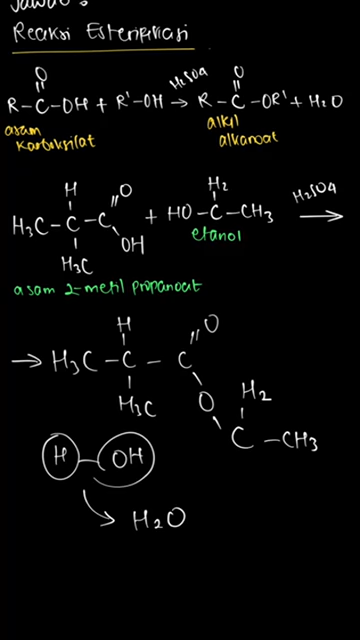 Jawab :
Reaksi Esterifikasi
O
R-C-OH + R'-OH → H2SO4 R-C-OR' + H2O
O
asam karboksilat
alkil alkanoat
H O H2
H3C-C-C + HO-C-CH3 H2SO4 →
OH
H3C etanol
asam 2-metil propanoat
H O
→ H3C-C-C
H3C O H2
C-CH3
H-OH
→ H2O